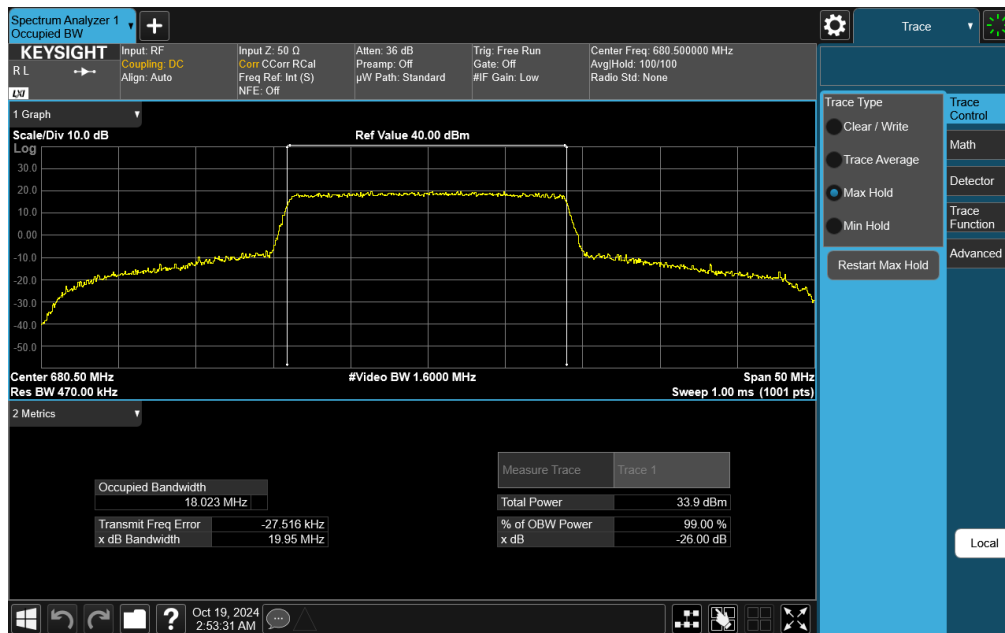 Spectrum Analyzer 1
Occupied BW
Trace
KEYSIGHT
R L
LXI
Input: RF
Coupling: DC
Align: Auto
Input Z: 50 Ω
Corr CCorr RCal
Freq Ref: Int (S)
NFE: Off
Atten: 36 dB
Preamp: Off
µW Path: Standard
Trig: Free Run
Gate: Off
#IF Gain: Low
Center Freq: 680.500000 MHz
Avg|Hold: 100/100
Radio Std: None
1 Graph
Scale/Div 10.0 dB
Ref Value 40.00 dBm
Log
30.0
20.0
10.0
0.00
-10.0
-20.0
-30.0
-40.0
-50.0
Center 680.50 MHz
#Video BW 1.6000 MHz
Span 50 MHz
Res BW 470.00 kHz
Sweep 1.00 ms (1001 pts)
2 Metrics
Measure Trace
Trace 1
Occupied Bandwidth
18.023 MHz
Total Power
33.9 dBm
Transmit Freq Error
-27.516 kHz
% of OBW Power
99.00 %
x dB Bandwidth
19.95 MHz
x dB
-26.00 dB
Trace Type
Clear / Write
Trace Average
Max Hold
Min Hold
Restart Max Hold
Trace
Control
Math
Detector
Trace
Function
Advanced
Local
?
Oct 19, 2024
2:53:31 AM